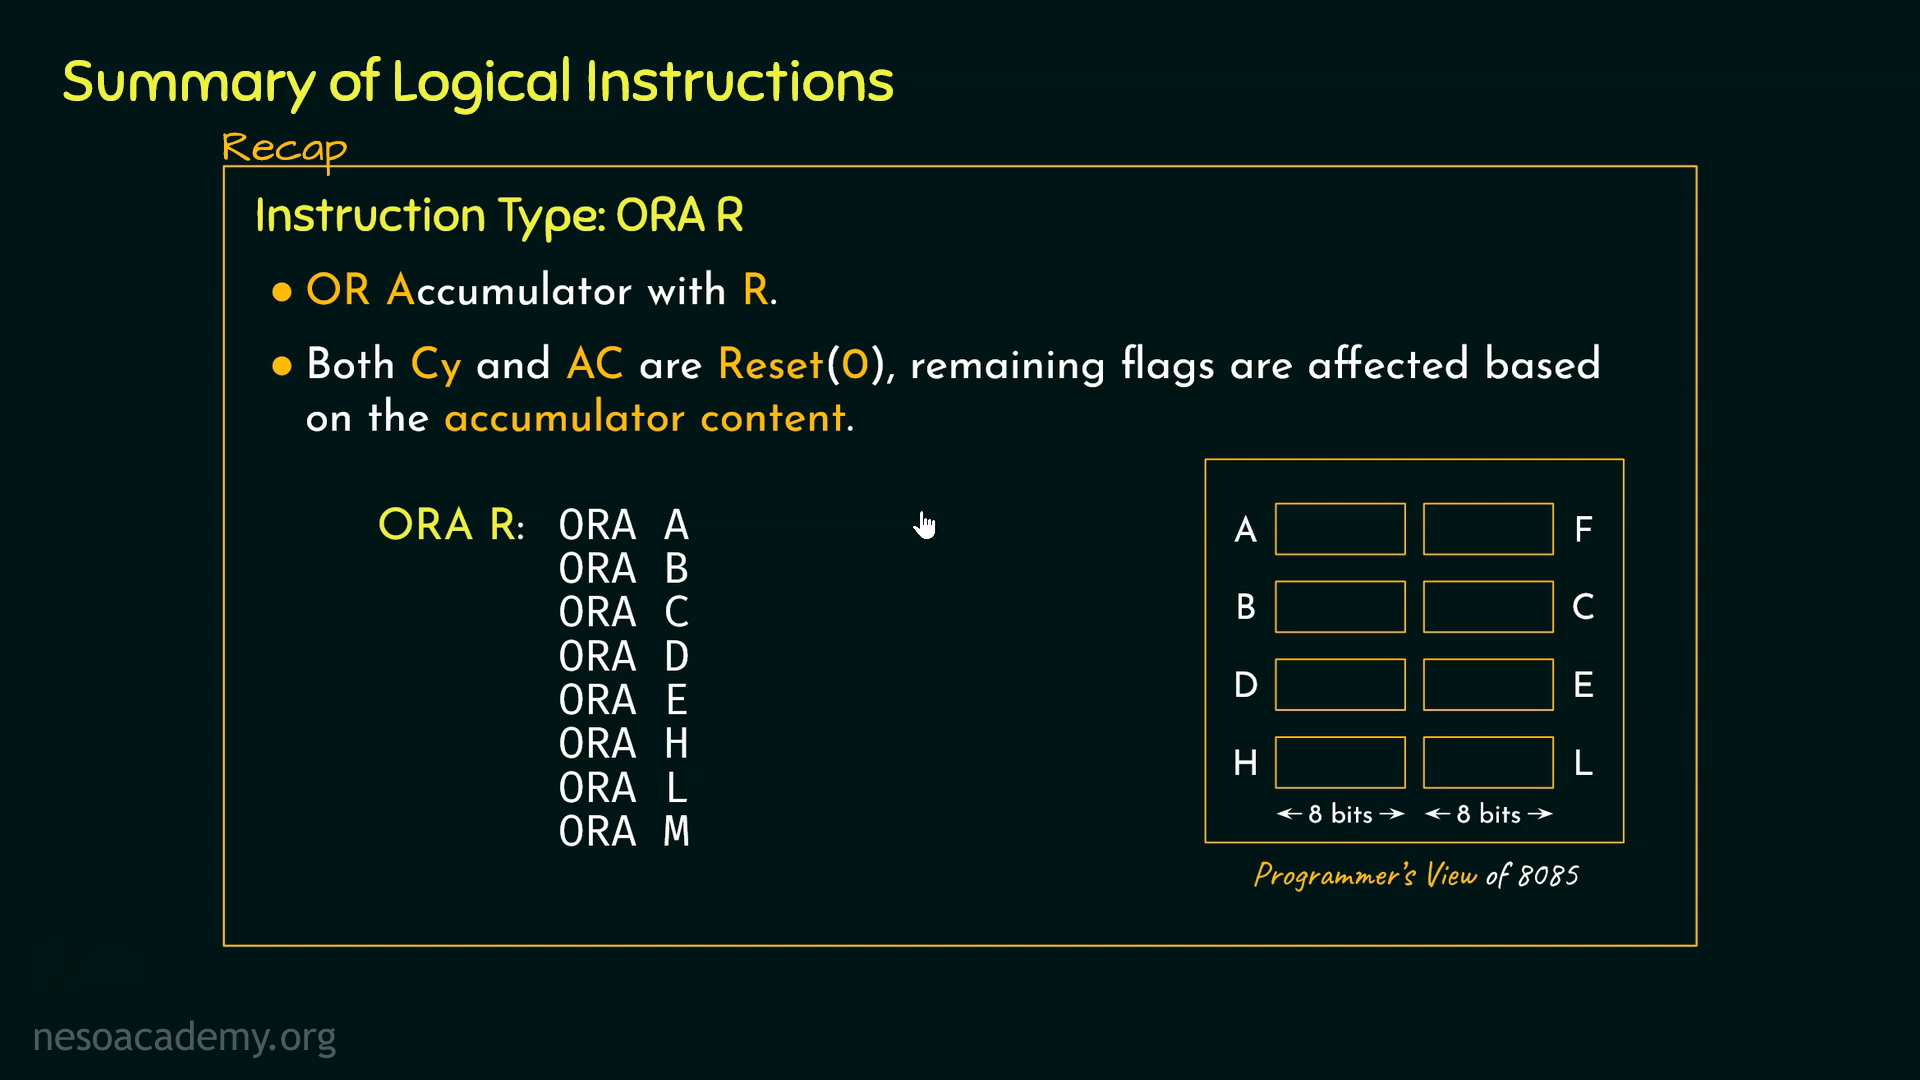 Summary of Logical Instructions
Recap
Instruction Type: ORA R
● OR Accumulator with R.
● Both Cy and AC are Reset(0), remaining flags are affected based
on the accumulator content.
ORA R: ORA A
ORA B
ORA C
ORA D
ORA E
ORA H
ORA L
ORA M
A F
B C
D E
H L
←8 bits→ ←8 bits→
Programmer's View of 8085
nesoacademy.org